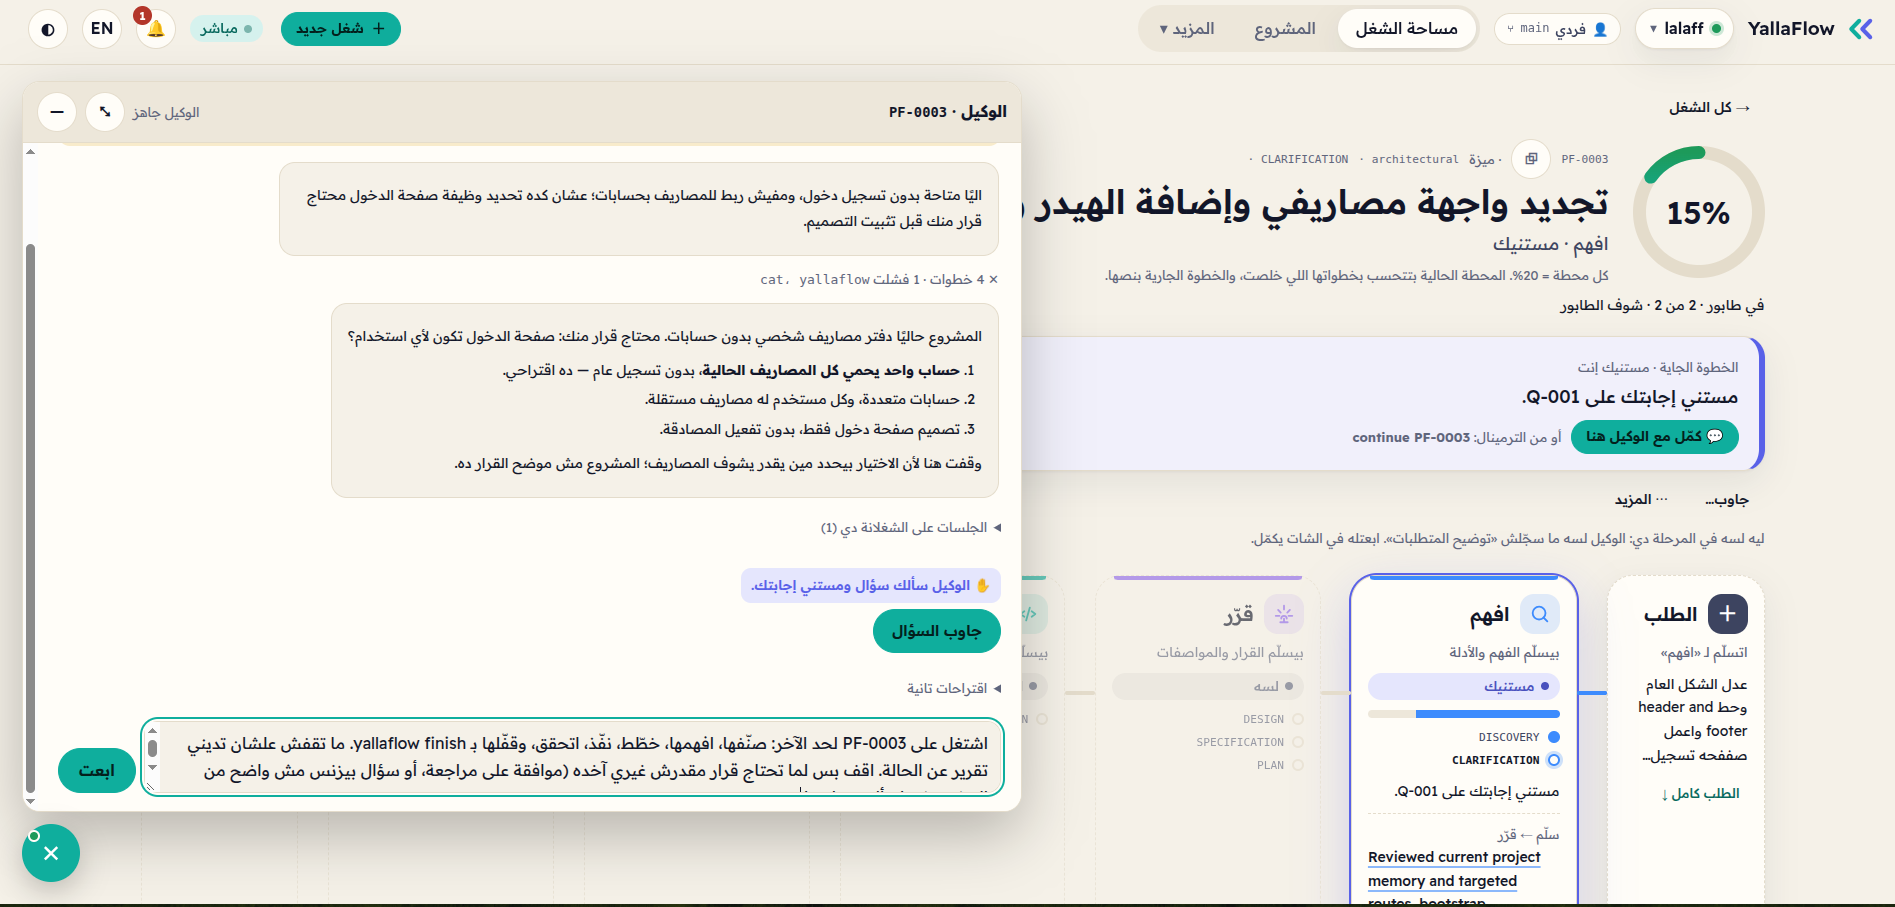 YallaFlow
lalaff ▾
👤 فردي main
مساحة الشغل
المشروع
المزيد ▾
+ شغل جديد
مباشر
1
EN
→ كل الشغل
15%
PF-0003 · ميزة · architectural · CLARIFICATION
تجديد واجهة مصاريفي وإضافة الهيدر
افهم · مستنيك
كل محطة = 20%. المحطة الحالية بتتحسب بخطواتها اللي خلصت، والخطوة الجارية بنصها.
في طابور · 2 من 2 · شوف الطابور
الخطوة الجاية · مستنيك إنت
مستني إجابتك على Q-001.
💬 كمّل مع الوكيل هنا
أو من الترمينال: continue PF-0003
جاوب...
··· المزيد
ليه لسه في المرحلة دي: الوكيل لسه ما سجّلش «توضيح المتطلبات». ابعتله في الشات يكمّل.
الطلب
اتسلّم لـ «افهم»
عدل الشكل العام
وحط header and
footer واعمل
صففحه تسجيل...
الطلب كامل ↓
افهم
بيسلّم الفهم والأدلة
مستنيك
DISCOVERY
CLARIFICATION
مستني إجابتك على Q-001.
سلّم ← قرّر
Reviewed current project
memory and targeted
routes, bootstrap
قرّر
بيسلّم القرار والمواصفات
لسه
DESIGN
SPECIFICATION
PLAN
الوكيل · PF-0003
الوكيل جاهز
اليًا متاحة بدون تسجيل دخول، ومفيش ربط للمصاريف بحسابات؛ عشان كده تحديد وظيفة صفحة الدخول محتاج
قرار منك قبل تثبيت التصميم.
× 4 خطوات · 1 فشلت cat، yallaflow
المشروع حاليًا دفتر مصاريف شخصي بدون حسابات. محتاج قرار منك: صفحة الدخول تكون لأي استخدام؟
1. حساب واحد يحمي كل المصاريف الحالية، بدون تسجيل عام — ده اقتراحي.
2. حسابات متعددة، وكل مستخدم له مصاريف مستقلة.
3. تصميم صفحة دخول فقط، بدون تفعيل المصادقة.
وقفت هنا لأن الاختيار بيحدد مين يقدر يشوف المصاريف؛ المشروع مش موضح القرار ده.
◀ الجلسات على الشغلانة دي (1)
✋ الوكيل سألك سؤال ومستني إجابتك.
جاوب السؤال
◀ اقتراحات تانية
اشتغل على PF-0003 لحد الآخر: صنّفها، افهمها، خطّط، نفّذ، اتحقق، وقفّلها بـ yallaflow finish. ما تقفش علشان تديني
تقرير عن الحالة. اقف بس لما تحتاج قرار مقدرش غيري آخده (موافقة على مراجعة، أو سؤال بيزنس مش واضح من
ابعت